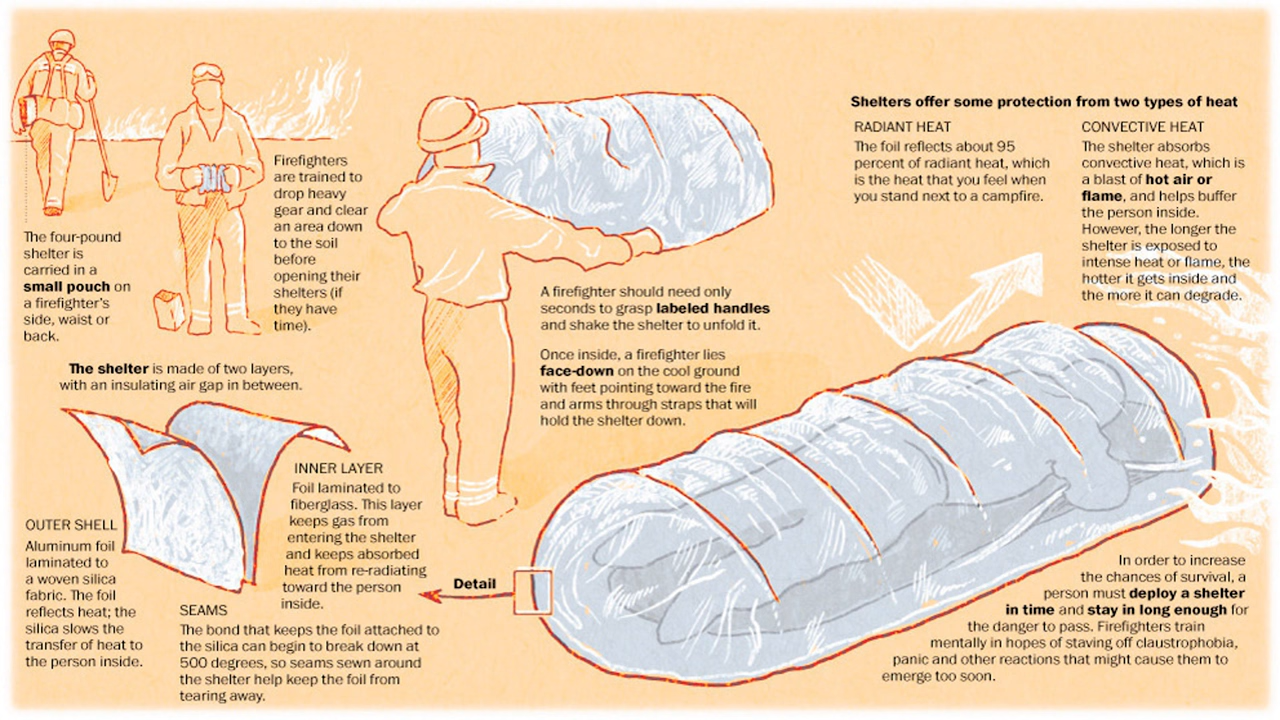 The four-pound
shelter is
carried in a
small pouch on
a firefighter's
side, waist or
back.
Firefighters
are trained to
drop heavy
gear and clear
an area down
to the soil
before
opening their
shelters (if
they have
time).
A firefighter should need only
seconds to grasp labeled handles
and shake the shelter to unfold it.
Once inside, a firefighter lies
face-down on the cool ground
with feet pointing toward the fire
and arms through straps that will
hold the shelter down.
Shelters offer some protection from two types of heat
RADIANT HEAT
The foil reflects about 95
percent of radiant heat, which
is the heat that you feel when
you stand next to a campfire.
CONVECTIVE HEAT
The shelter absorbs
convective heat, which is
a blast of hot air or
flame, and helps buffer
the person inside.
However, the longer the
shelter is exposed to
intense heat or flame, the
hotter it gets inside and
the more it can degrade.
The shelter is made of two layers,
with an insulating air gap in between.
OUTER SHELL
Aluminum foil
laminated to
a woven silica
fabric. The foil
reflects heat; the
silica slows the
transfer of heat to
the person inside.
INNER LAYER
Foil laminated to
fiberglass. This layer
keeps gas from
entering the shelter
and keeps absorbed
heat from re-radiating
toward the person
inside.
SEAMS
The bond that keeps the foil attached to
the silica can begin to break down at
500 degrees, so seams sewn around
the shelter help keep the foil from
tearing away.
Detail
In order to increase
the chances of survival, a
person must deploy a shelter
in time and stay in long enough for
the danger to pass. Firefighters train
mentally in hopes of staving off claustrophobia,
panic and other reactions that might cause them to
emerge too soon.